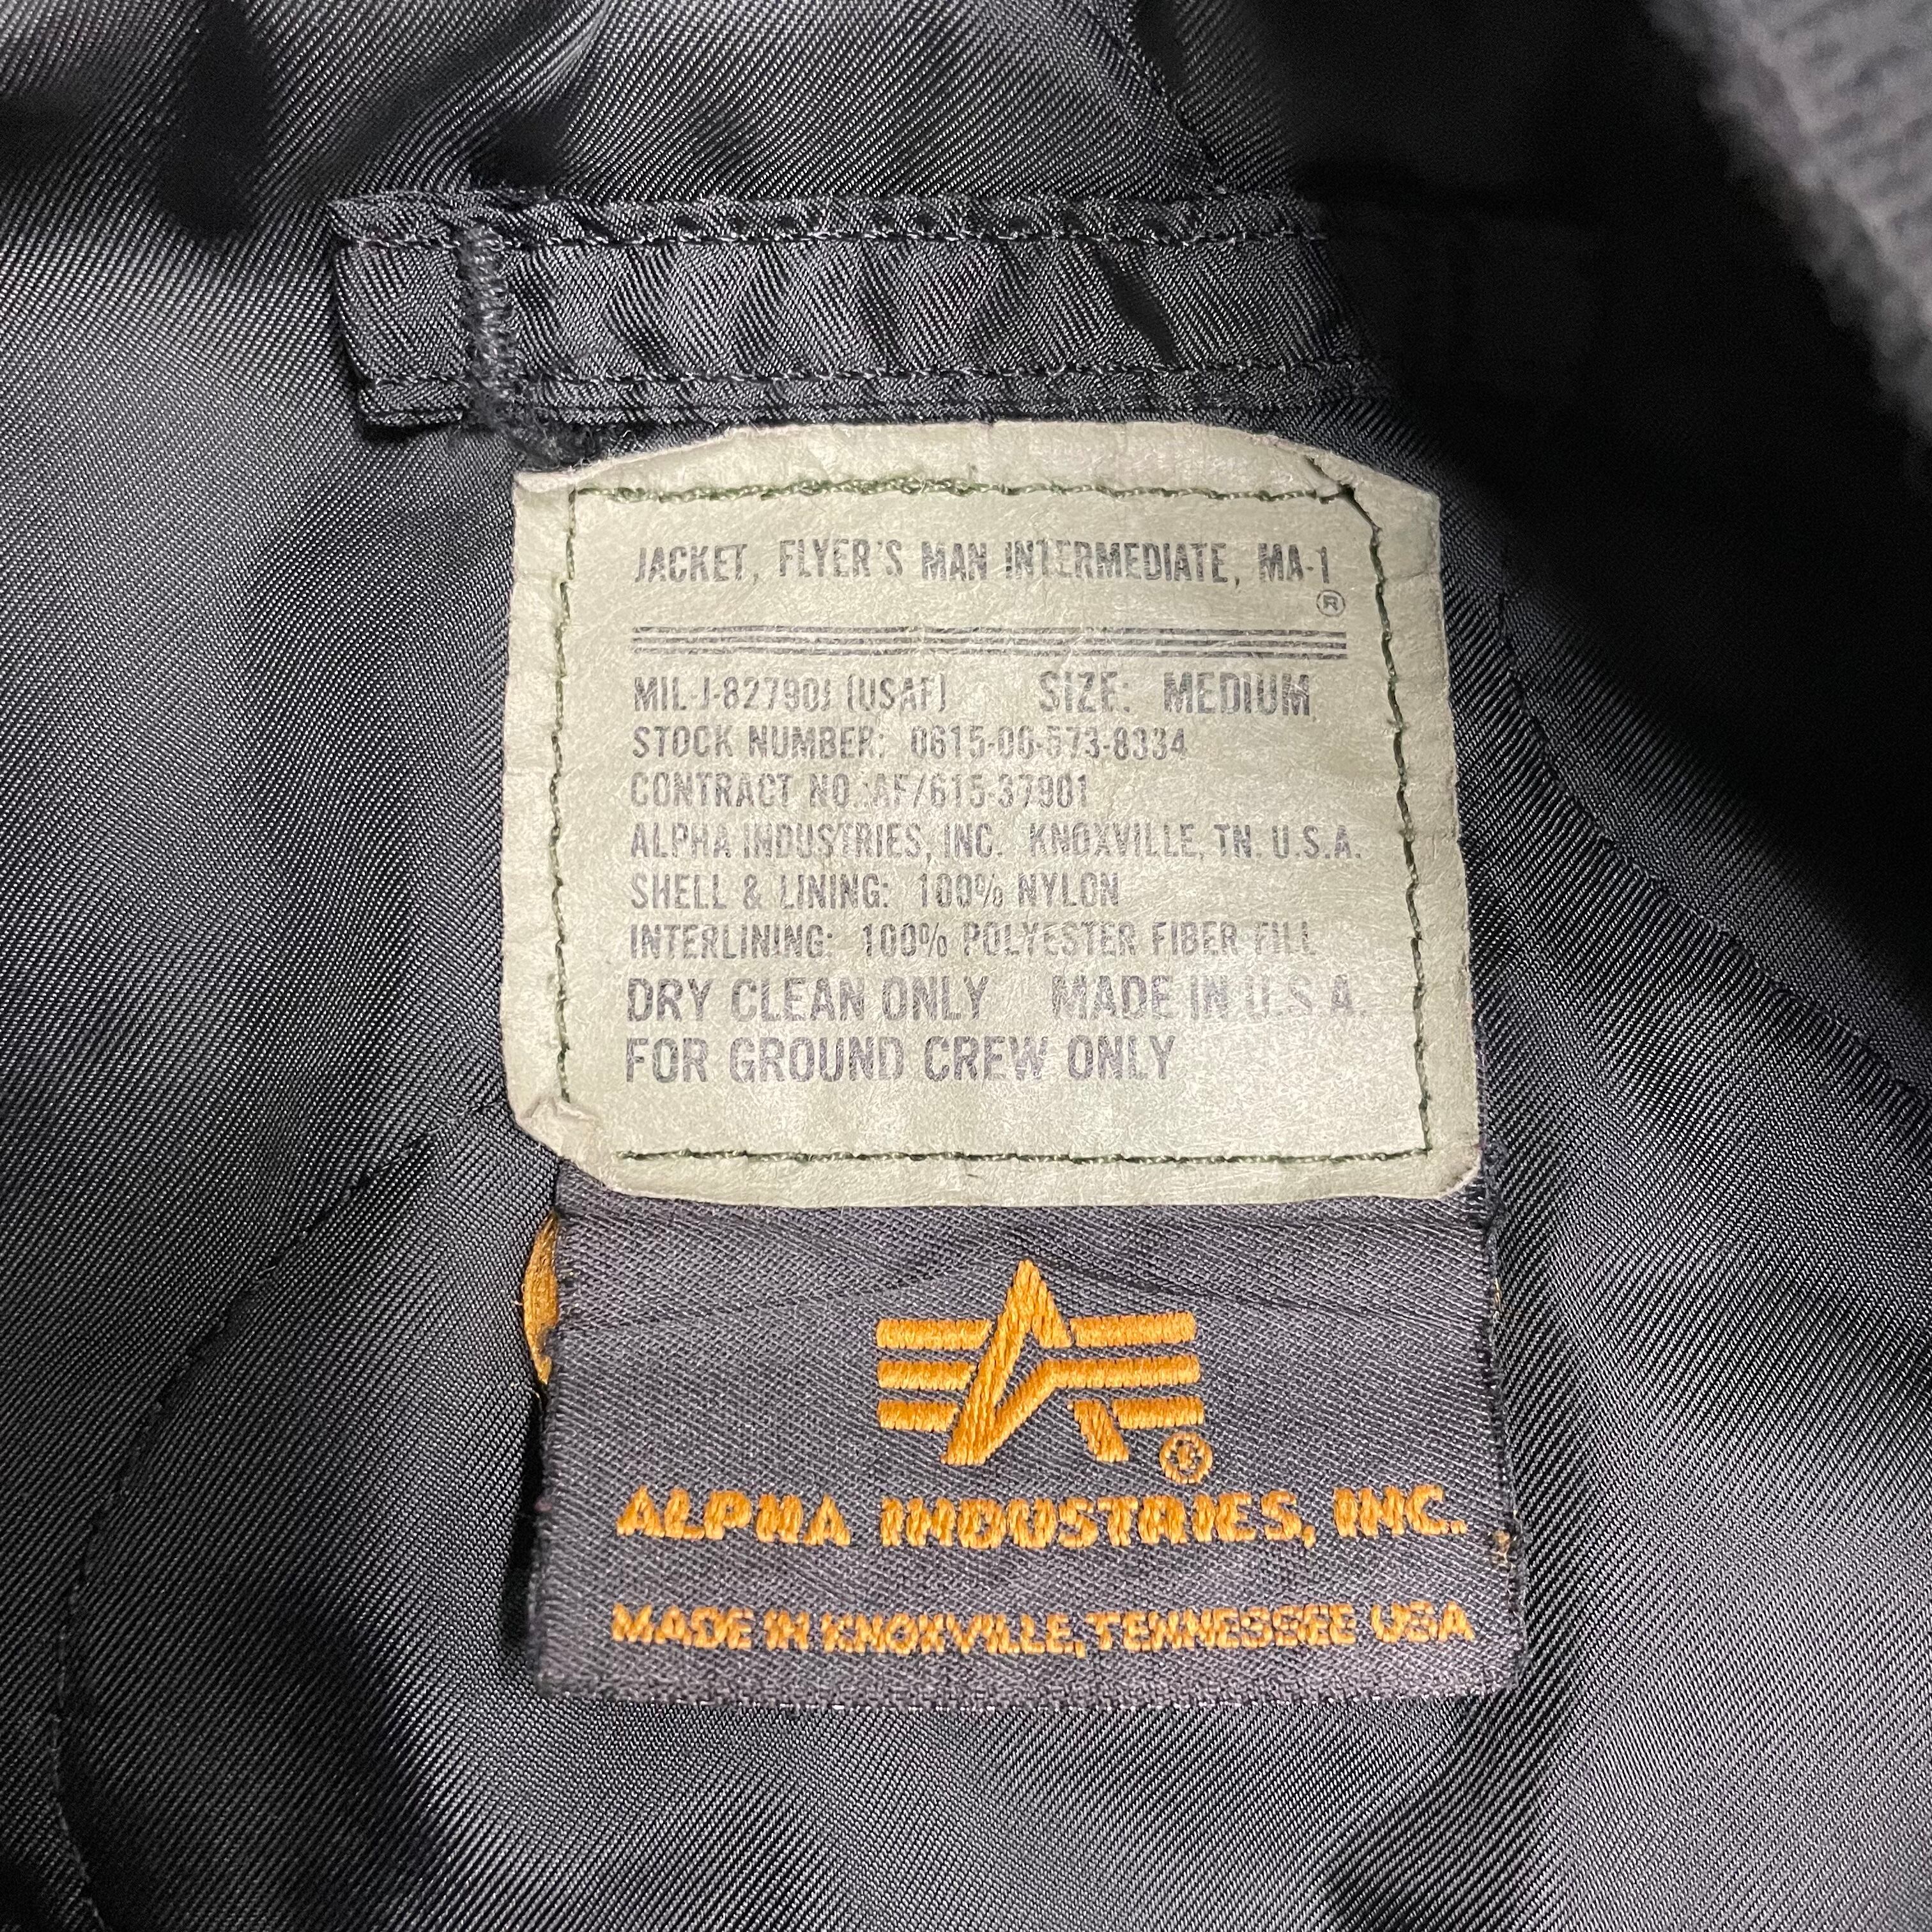 JACKET, FLYER'S MAN INTERMEDIATE, MA-1
®
MIL-J-82790J (USAF) SIZE: MEDIUM
STOCK NUMBER: 0615-00-573-8334
CONTRACT NO.:AF/615-37901
ALPHA INDUSTRIES, INC. KNOXVILLE, TN. U.S.A.
SHELL & LINING: 100% NYLON
INTERLINING: 100% POLYESTER FIBER FILL
DRY CLEAN ONLY MADE IN U.S.A.
FOR GROUND CREW ONLY
®
ALPHA INDUSTRIES, INC.
MADE IN KNOXVILLE, TENNESSEE USA